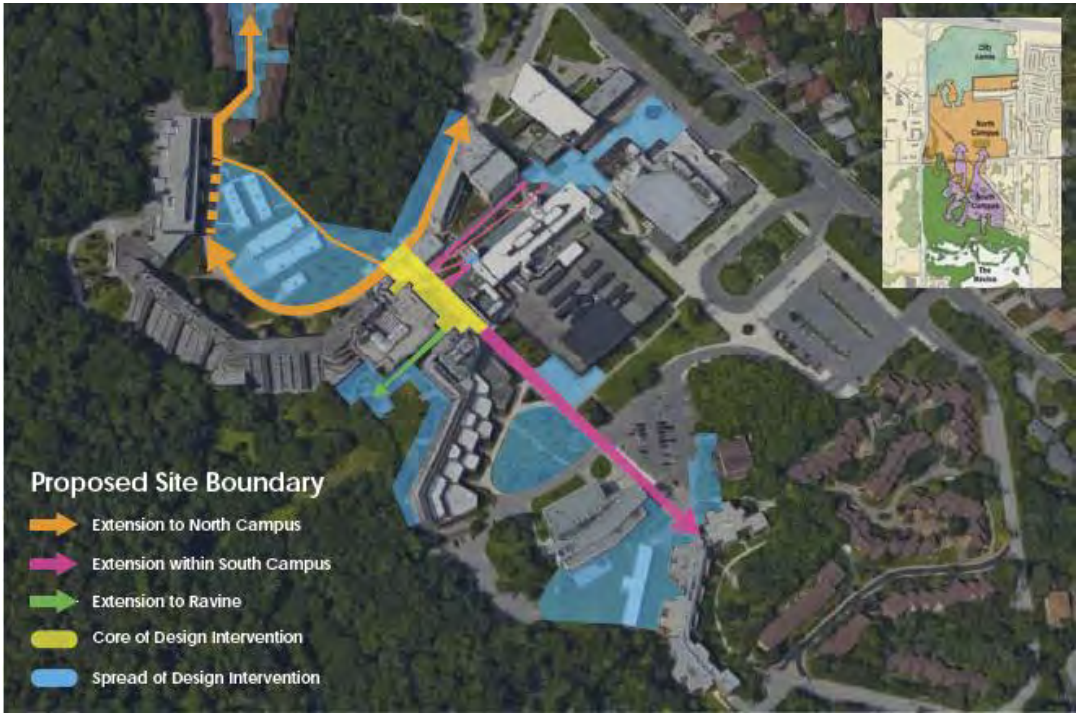 City
Lands
North
Campus
South
Campus
The
Ravine
Proposed Site Boundary
Extension to North Campus
Extension within South Campus
Extension to Ravine
Core of Design Intervention
Spread of Design Intervention